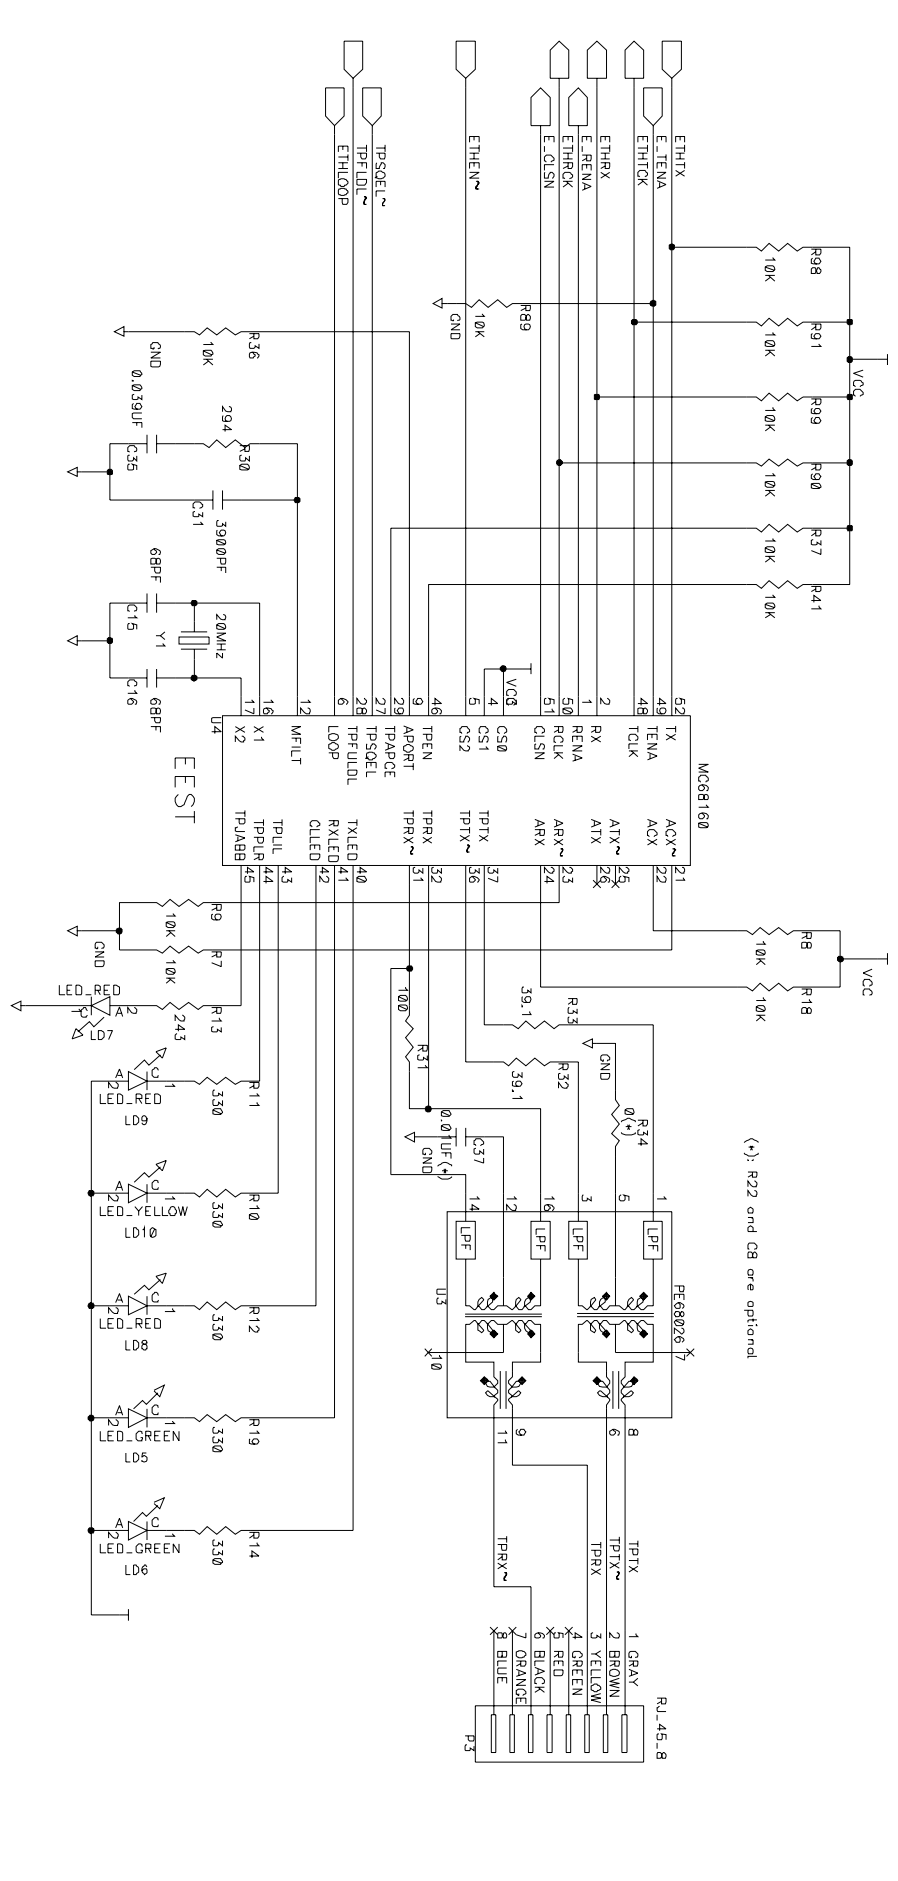 ETHTX
E_TENA
ETHTCK
ETHRX
E_RENA
ETHRCK
E_CLSN
ETHEN~
TPSQEL~
TPFLDL~
ETHLOOP
R98
10K
R91
10K
VCC
R99
10K
R90
10K
R37
10K
R41
10K
R89
10K
GND
R36
10K
GND
R30
294
C35
0.039UF
C31
3900PF
C15
68PF
Y1
20MHz
C16
68PF
VCC
MC68160
U4
EEST
52 TX
49 TENA
48 TCLK
2 RX
1 RENA
50 RCLK
51 CLSN
CS0
4 CS1
5 CS2
46 TPEN
9 APORT
29 TPAPCE
27 TPSQEL
28 TPFULDL
6 LOOP
12 MFILT
16 X1
17 X2
ACX~ 21
ACX 22
ATX~ 25
ATX 26
ARX~ 23
ARX 24
TPTX 37
TPTX~ 36
TPRX 32
TPRX~ 31
TXLED 40
RXLED 41
CLLED 42
TPLIL 43
TPPLR 44
TPJABB 45
R8
10K
VCC
R18
10K
R9
10K
R7
10K
GND
R13
243
LED_RED
1 C A 2
LD7
R33
39.1
R32
39.1
R31
100
GND
R34
0(*)
C37
0.01UF(*)
GND
R11
330
A C
2 1
LED_RED
LD9
R10
330
A C
2 1
LED_YELLOW
LD10
R12
330
A C
2 1
LED_RED
LD8
R19
330
A C
2 1
LED_GREEN
LD5
R14
330
A C
2 1
LED_GREEN
LD6
(*): R22 and C8 are optional
PE68026
U3
1
5
3
16
12
14
LPF
LPF
LPF
LPF
7
10
8
6
9
11
TPTX
TPTX~
TPRX
TPRX~
RJ_45_8
P3
1 GRAY
2 BROWN
3 YELLOW
4 GREEN
5 RED
6 BLACK
7 ORANGE
8 BLUE